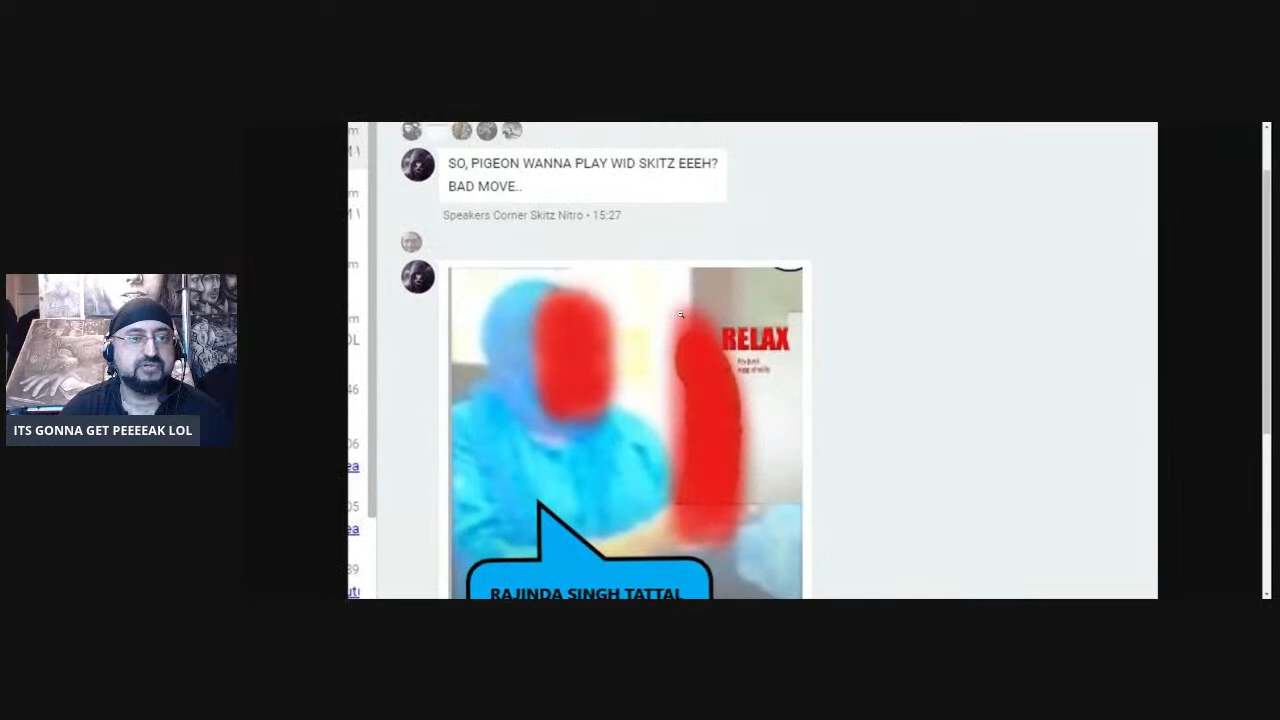 SO, PIGEON WANNA PLAY WID SKITZ EEEH?
BAD MOVE..
Speakers Corner Skitz Nitro • 15:27
RELAX
ITS GONNA GET PEEEEAK LOL
RAJINDA SINGH TATTAL